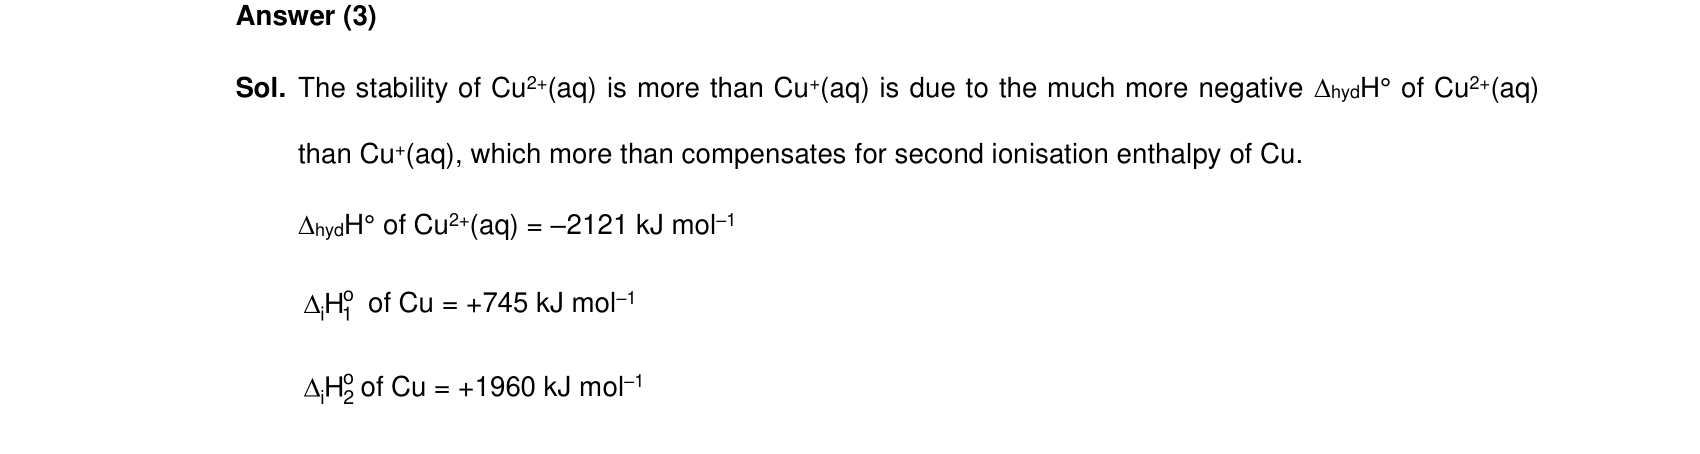 Answer (3)
Sol. The stability of Cu²⁺(aq) is more than Cu⁺(aq) is due to the much more negative ΔhydH° of Cu²⁺(aq)
than Cu⁺(aq), which more than compensates for second ionisation enthalpy of Cu.
ΔhydH° of Cu²⁺(aq) = –2121 kJ mol⁻¹
ΔᵢH₁° of Cu = +745 kJ mol⁻¹
ΔᵢH₂° of Cu = +1960 kJ mol⁻¹